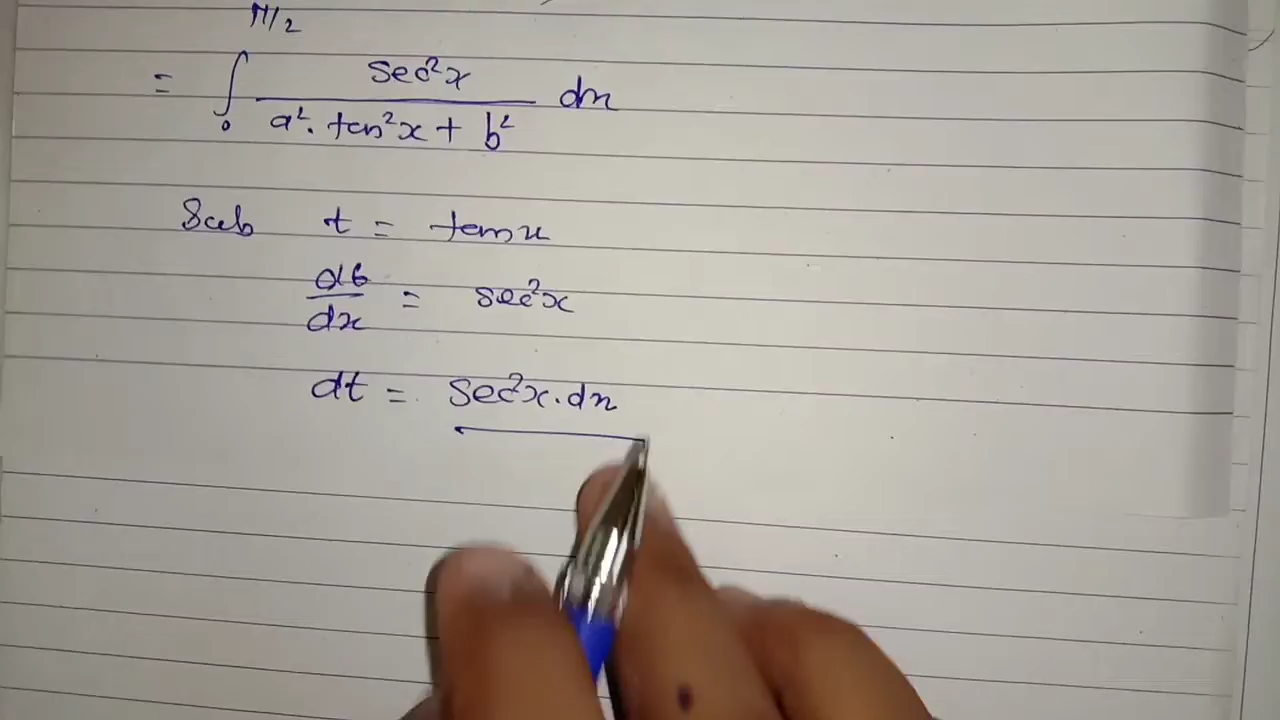 = ∫₀^π/2 sec²x / (a². tan²x + b²) dx
Sub t = tanx
dt/dx = sec²x
dt = sec²x.dx